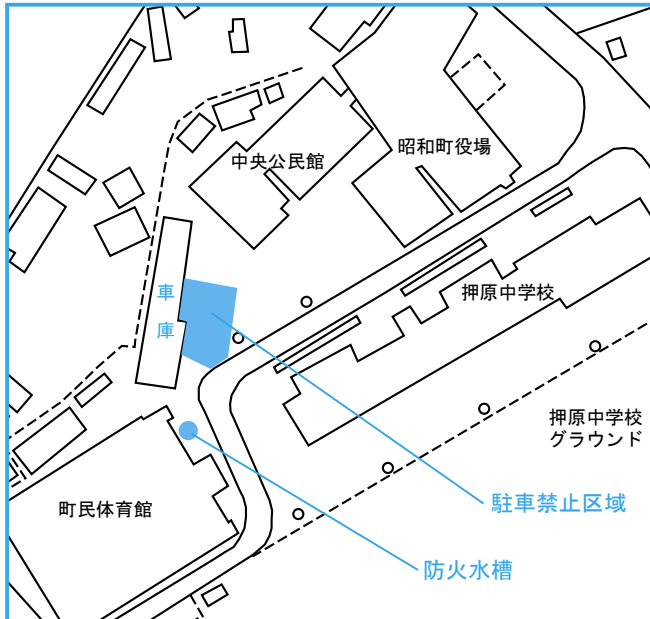 中央公民館
昭和町役場
車庫
押原中学校
押原中学校
グラウンド
町民体育館
駐車禁止区域
防火水槽